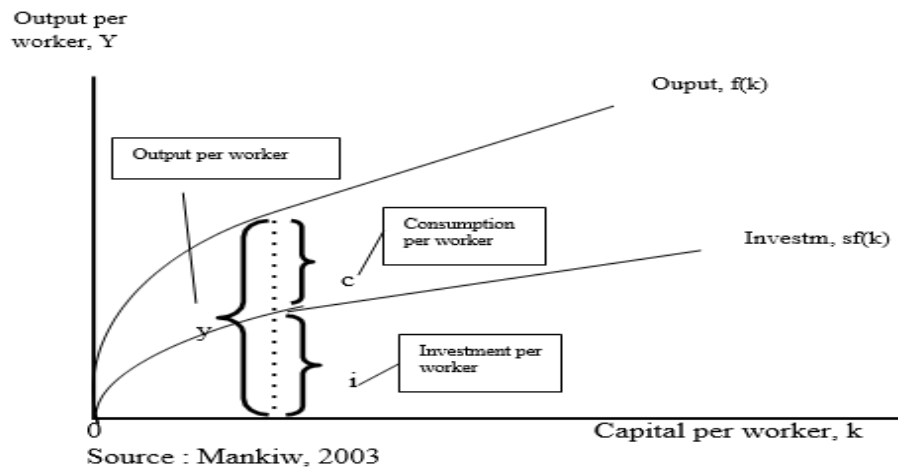 Output per
worker, Y
Ouput, f(k)
Output per worker
Consumption
per worker
Investm, sf(k)
c
y
Investment per
worker
i
0
Capital per worker, k
Source : Mankiw, 2003